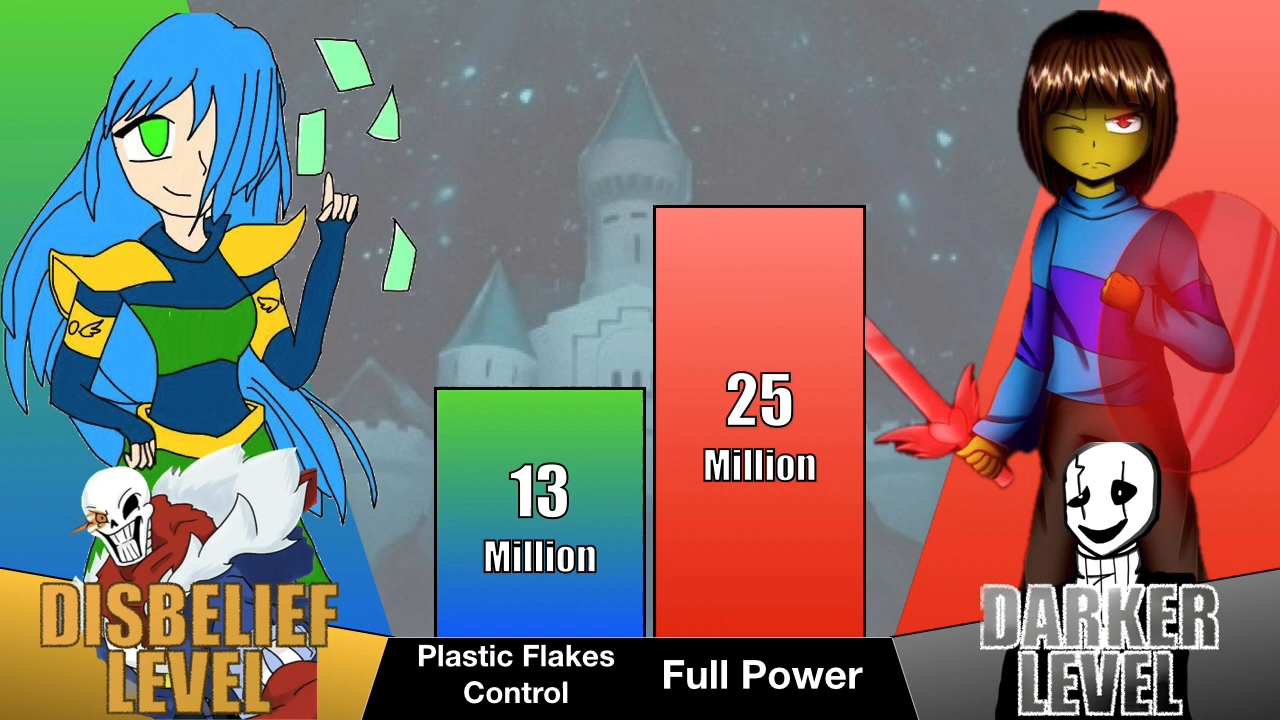 25
Million
13
Million
Plastic Flakes
Control
Full Power
DISBELIEF
LEVEL
DARKER
LEVEL